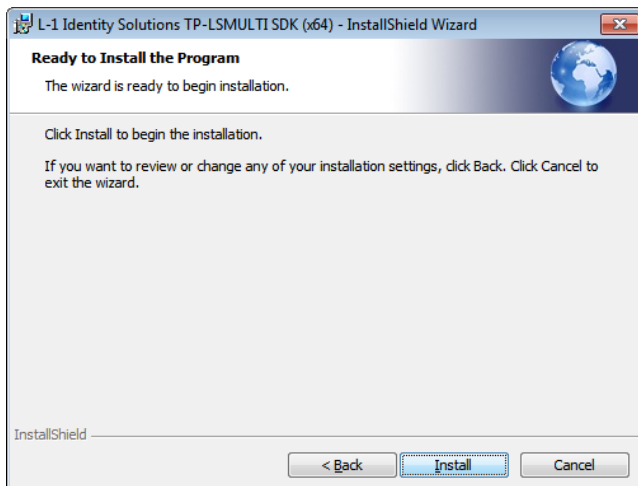 L-1 Identity Solutions TP-LSMULTI SDK (x64) - InstallShield Wizard
Ready to Install the Program
The wizard is ready to begin installation.
Click Install to begin the installation.
If you want to review or change any of your installation settings, click Back. Click Cancel to
exit the wizard.
InstallShield
< Back
Install
Cancel